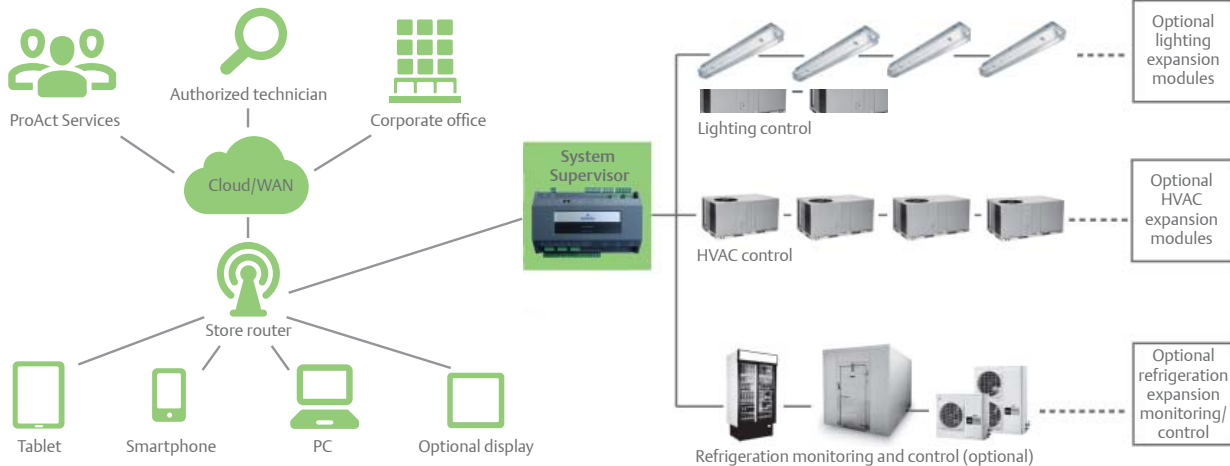 ProAct Services
Authorized technician
Corporate office
Cloud/WAN
Store router
Tablet
Smartphone
PC
Optional display
System
Supervisor
Lighting control
Optional
lighting
expansion
modules
HVAC control
Optional
HVAC
expansion
modules
Refrigeration monitoring and control (optional)
Optional
refrigeration
expansion
monitoring/
control